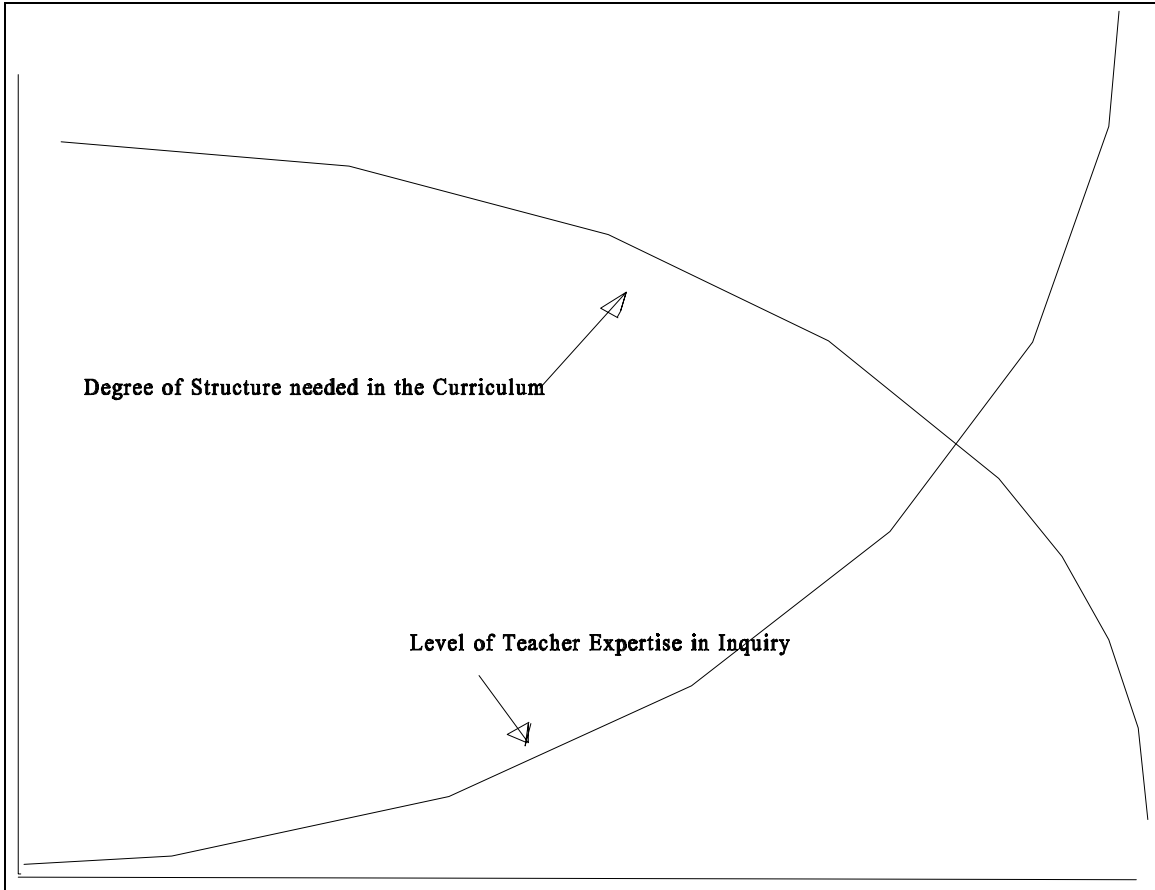 Degree of Structure needed in the Curriculum
Level of Teacher Expertise in Inquiry